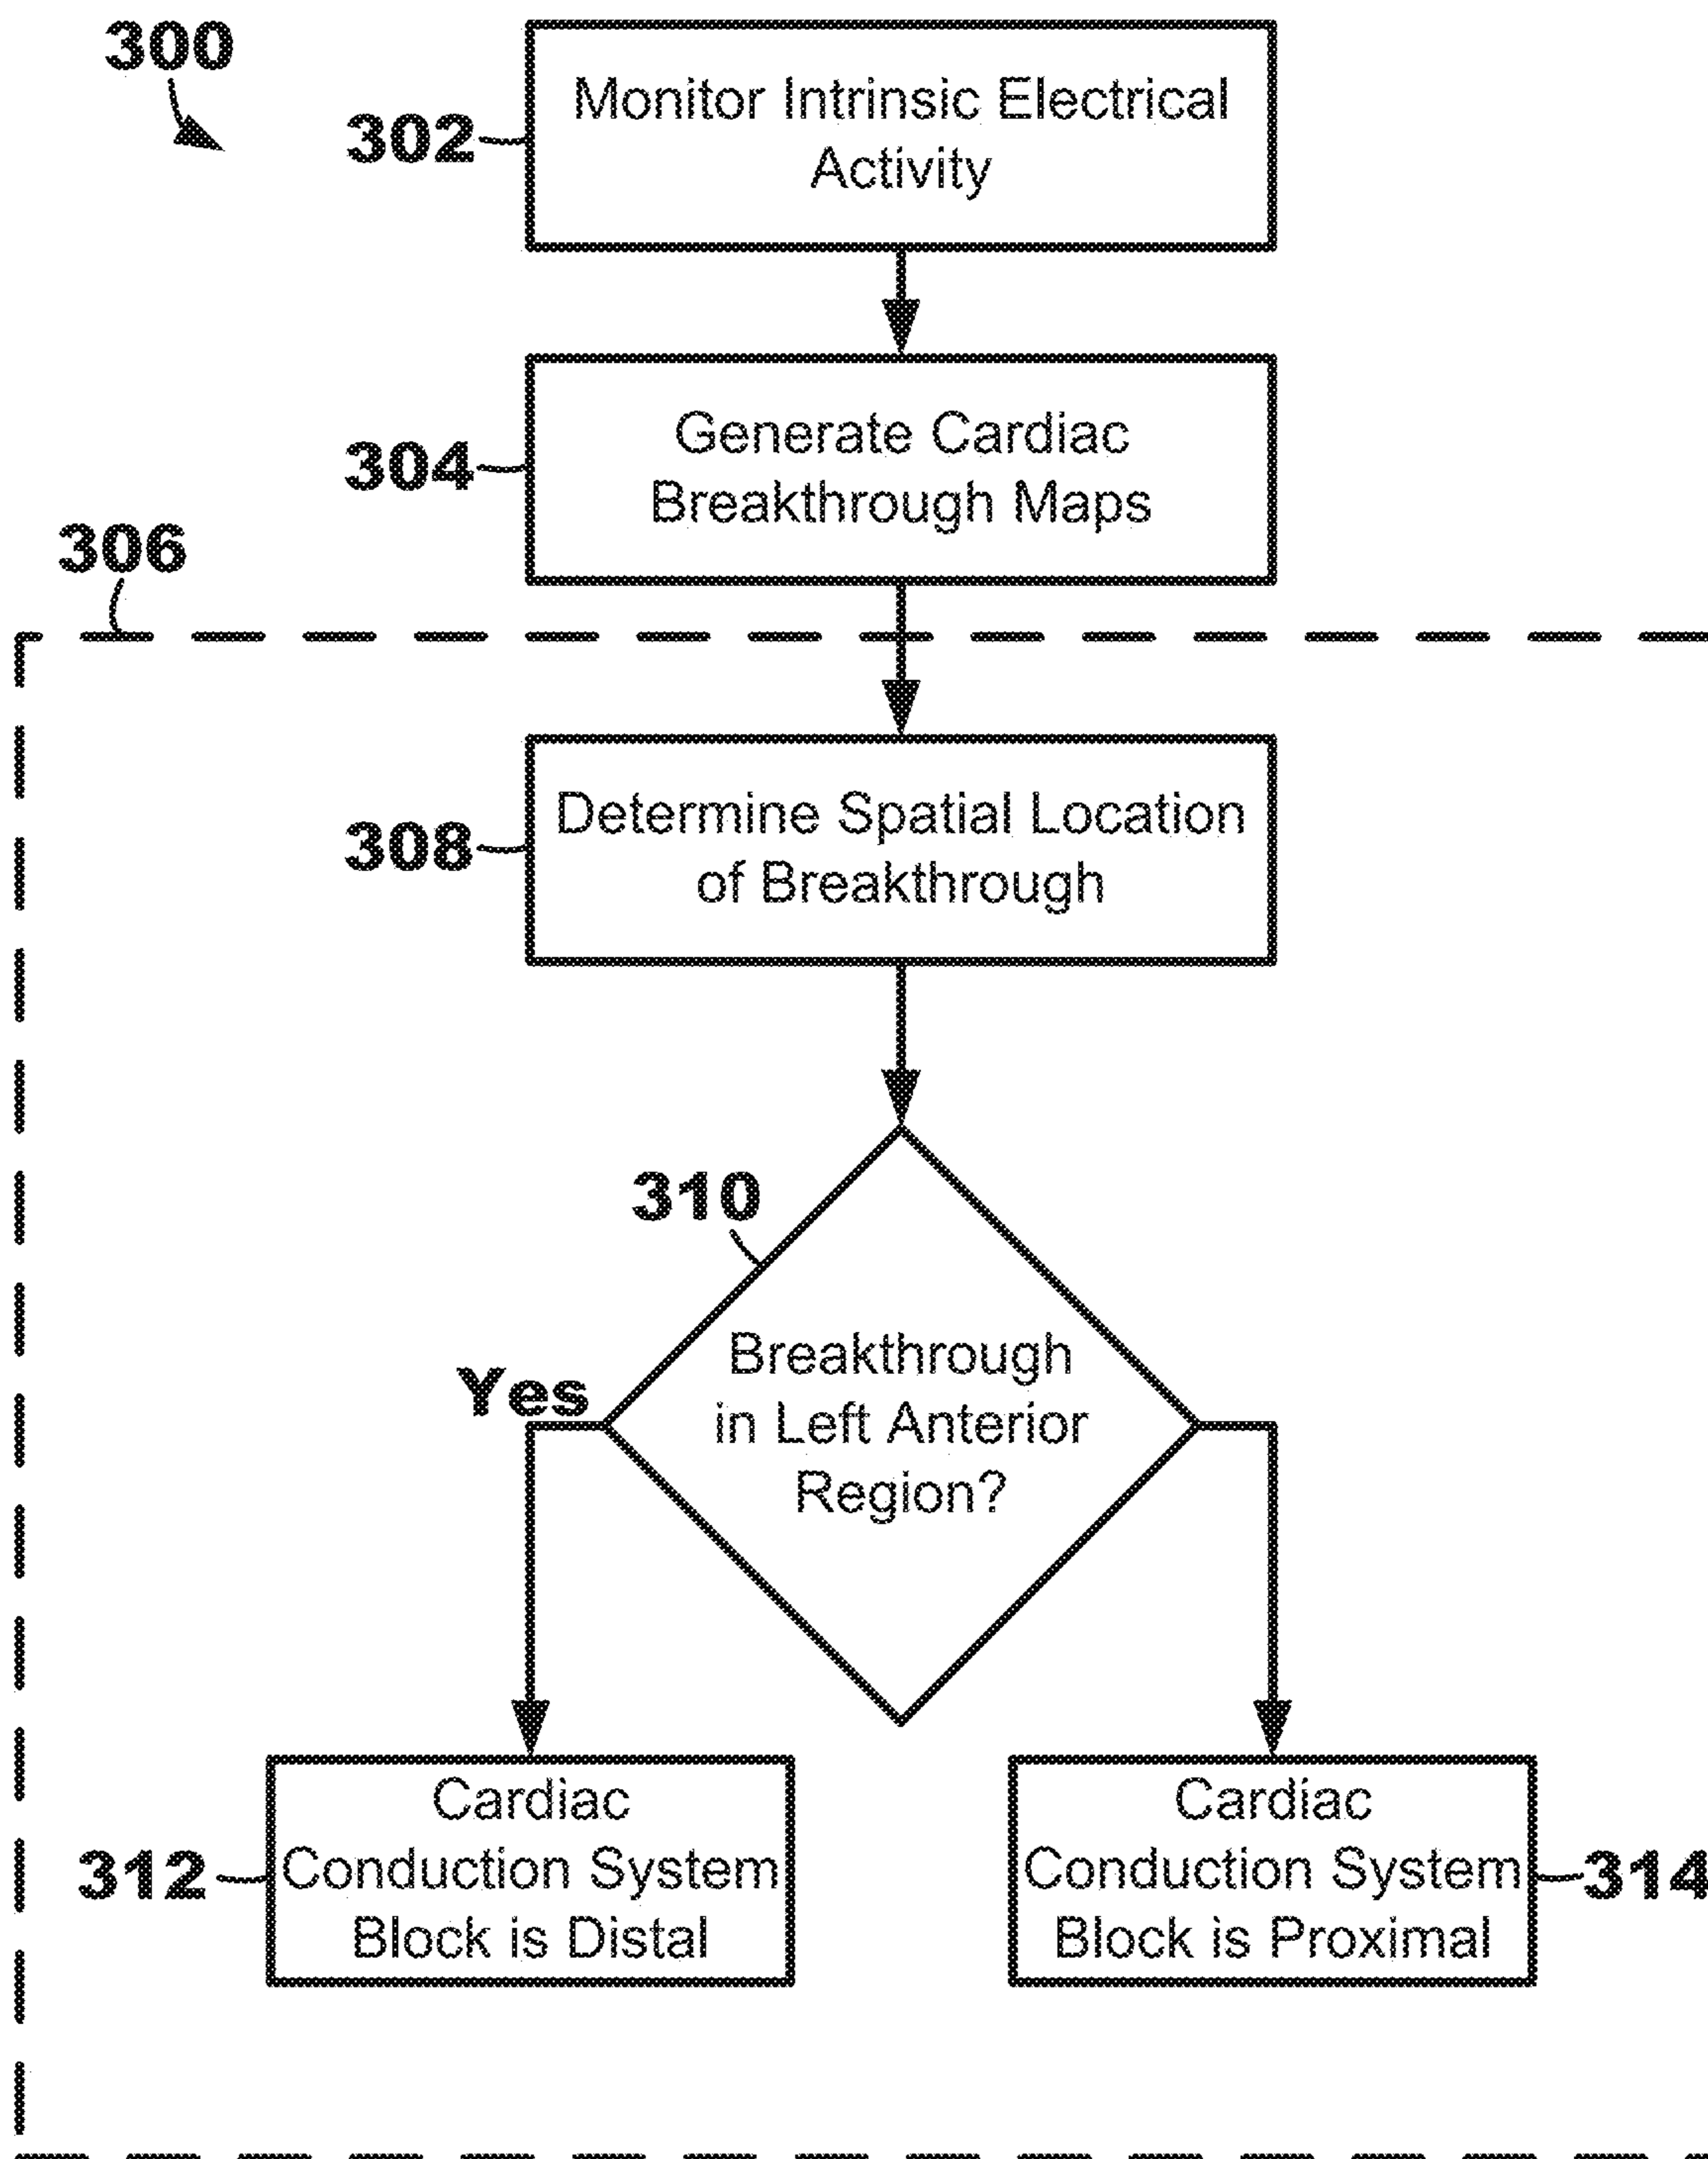 300
302
Monitor Intrinsic Electrical
Activity
304
Generate Cardiac
Breakthrough Maps
306
308
Determine Spatial Location
of Breakthrough
310
Breakthrough
in Left Anterior
Region?
Yes
312
Cardiac
Conduction System
Block is Distal
Cardiac
Conduction System
Block is Proximal
314